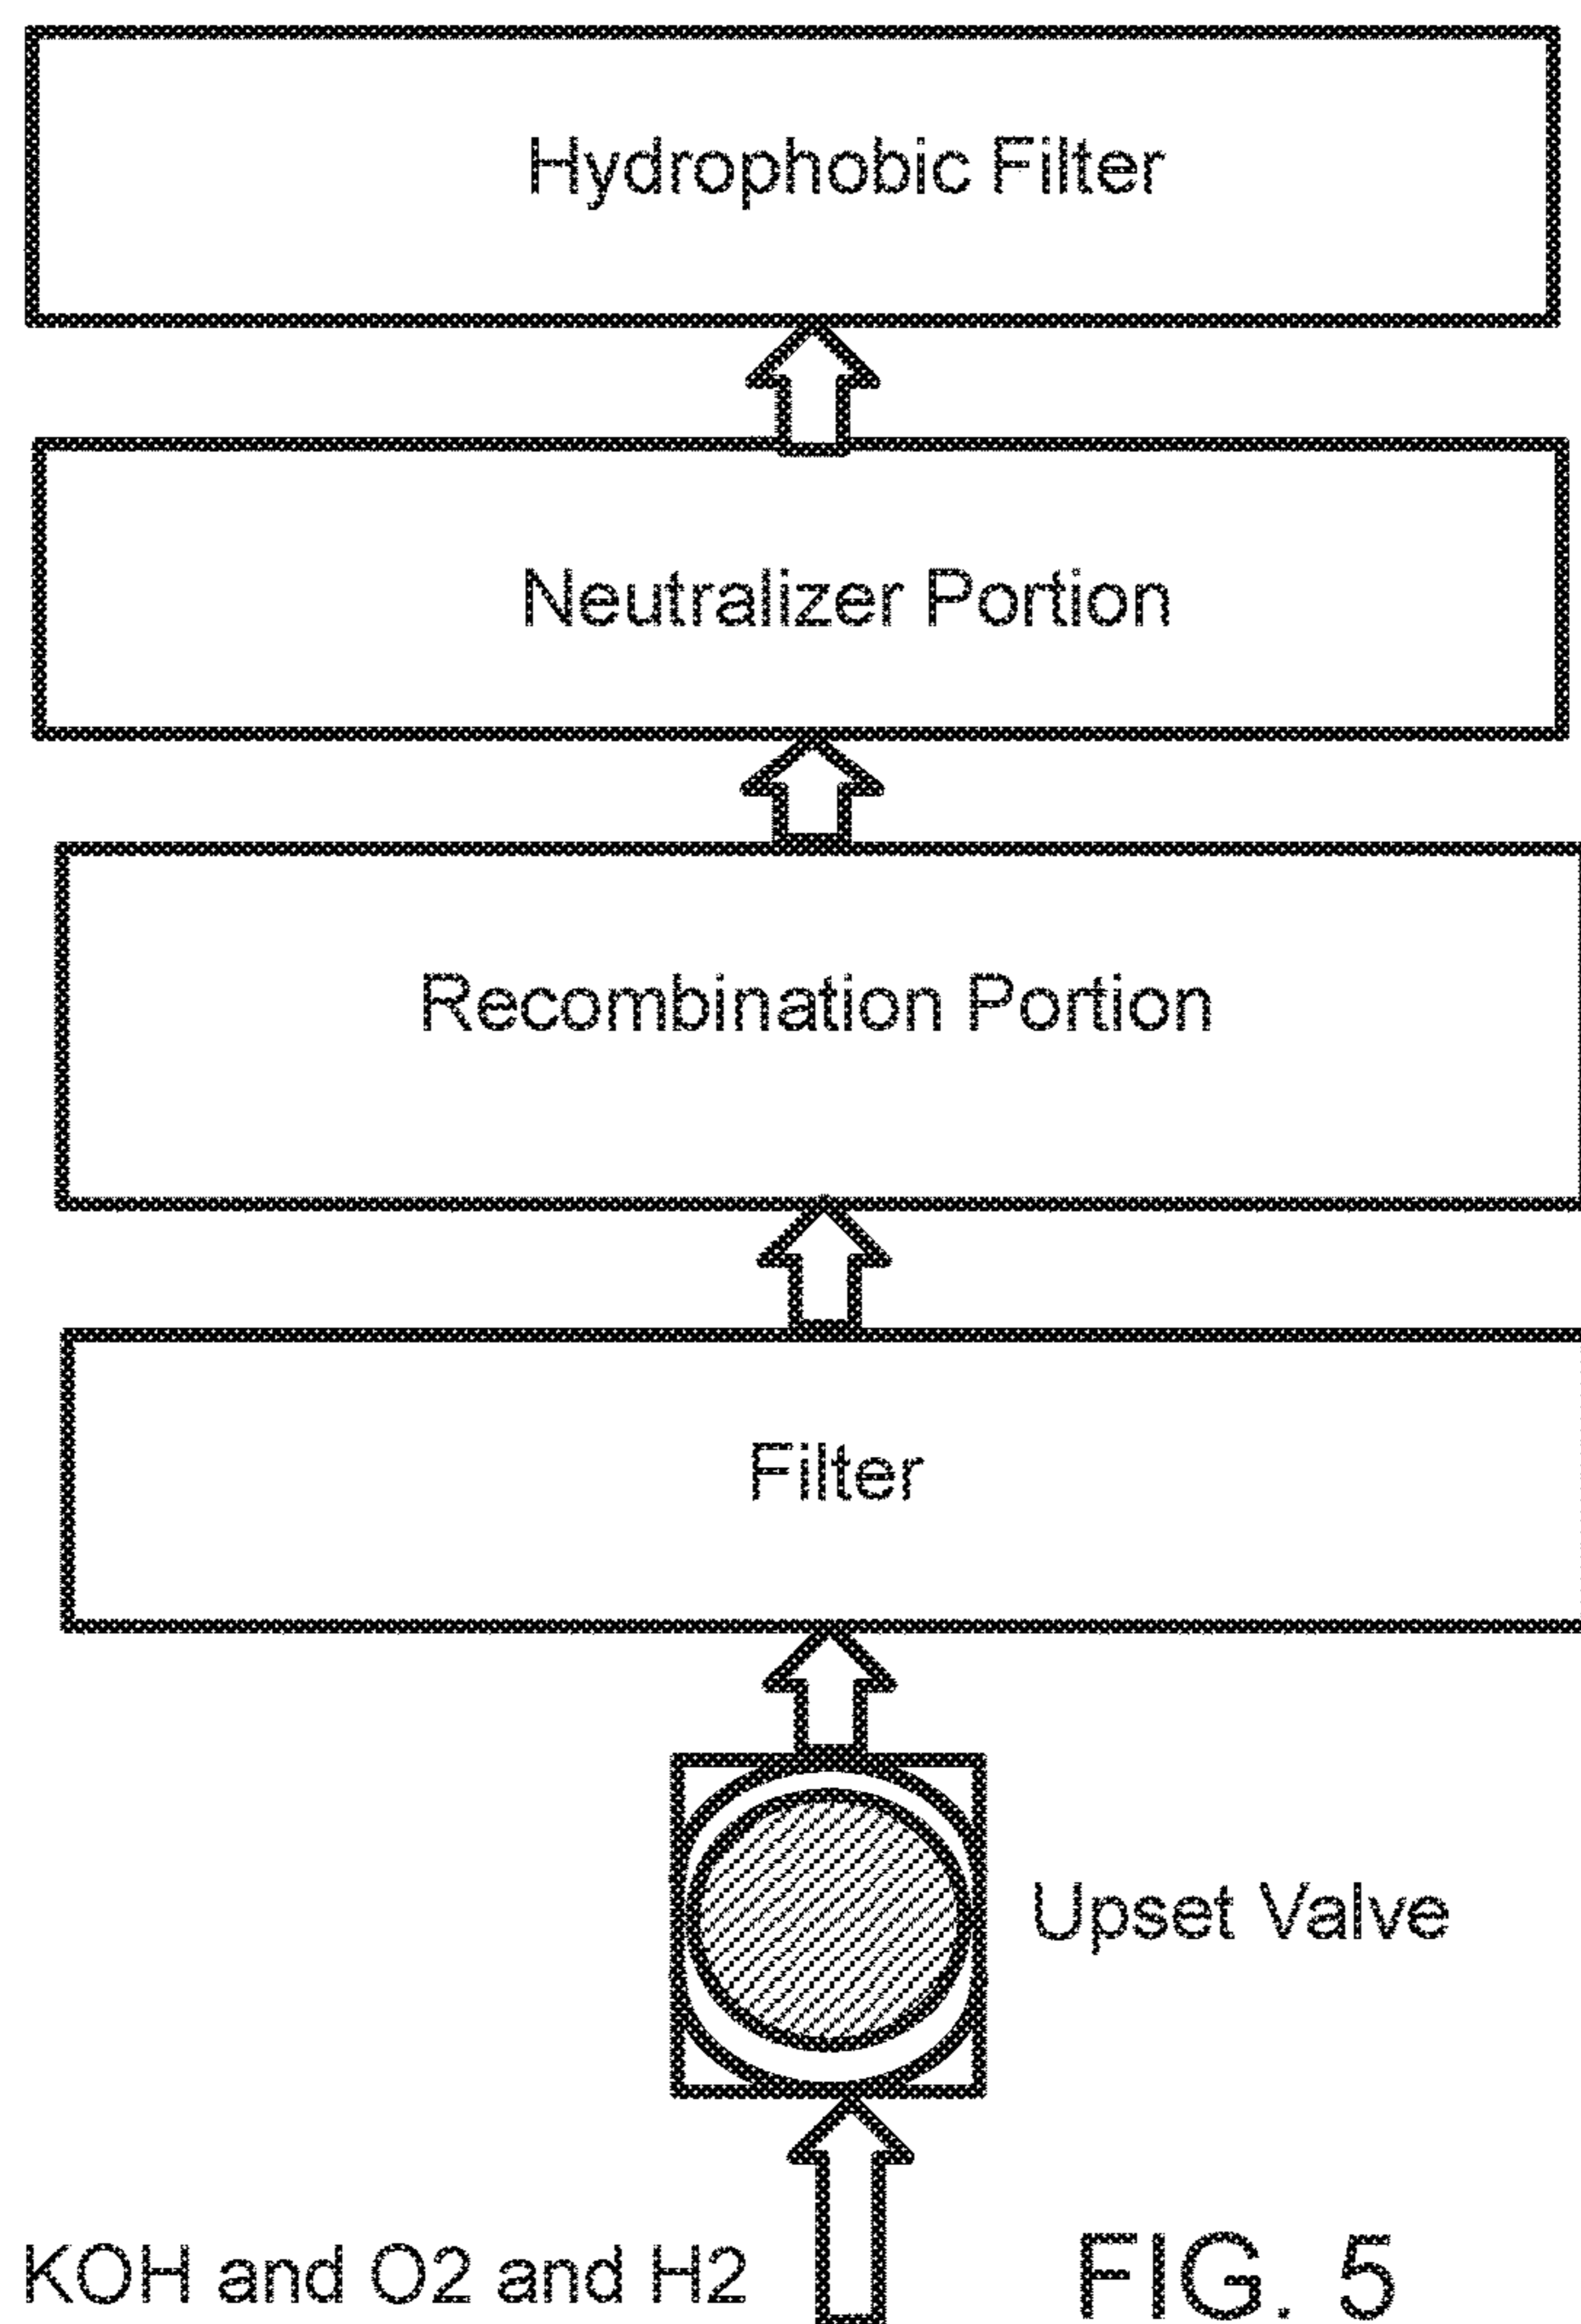 Hydrophobic Filter
Neutralizer Portion
Recombination Portion
Filter
Upset Valve
KOH and O2 and H2
FIG. 5